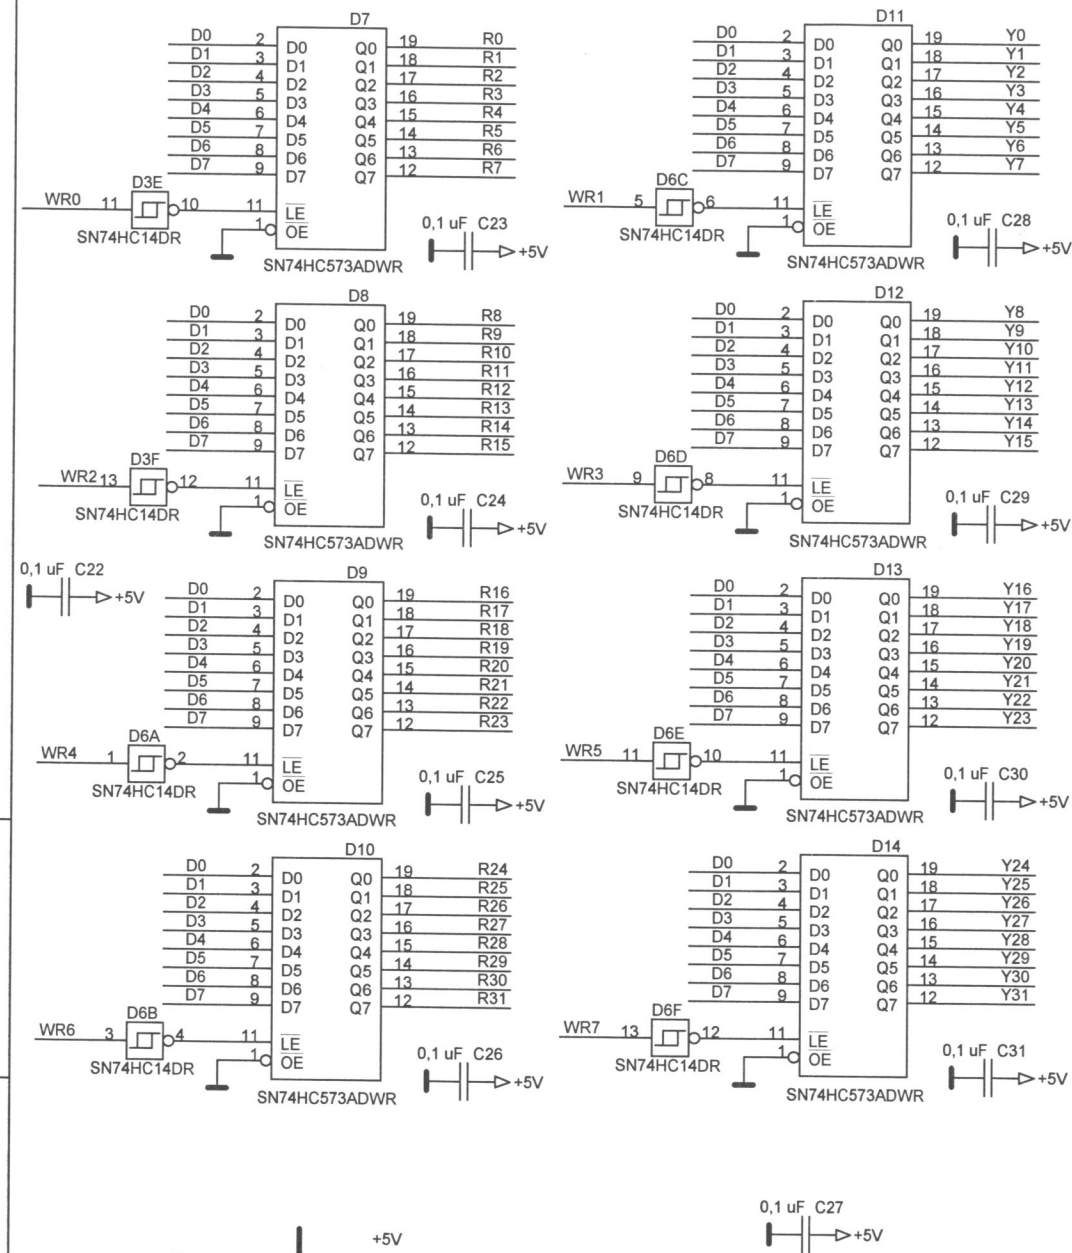 D7
D0 2 D0 Q0 19 R0
D1 3 D1 Q1 18 R1
D2 4 D2 Q2 17 R2
D3 5 D3 Q3 16 R3
D4 6 D4 Q4 15 R4
D5 7 D5 Q5 14 R5
D6 8 D6 Q6 13 R6
D7 9 D7 Q7 12 R7
D3E
WR0 11 10 11 LE
1 OE
SN74HC14DR
SN74HC573ADWR
0,1 uF C23
+5V
D11
D0 2 D0 Q0 19 Y0
D1 3 D1 Q1 18 Y1
D2 4 D2 Q2 17 Y2
D3 5 D3 Q3 16 Y3
D4 6 D4 Q4 15 Y4
D5 7 D5 Q5 14 Y5
D6 8 D6 Q6 13 Y6
D7 9 D7 Q7 12 Y7
D6C
WR1 5 6 11 LE
1 OE
SN74HC14DR
SN74HC573ADWR
0,1 uF C28
+5V
D8
D0 2 D0 Q0 19 R8
D1 3 D1 Q1 18 R9
D2 4 D2 Q2 17 R10
D3 5 D3 Q3 16 R11
D4 6 D4 Q4 15 R12
D5 7 D5 Q5 14 R13
D6 8 D6 Q6 13 R14
D7 9 D7 Q7 12 R15
D3F
WR2 13 12 11 LE
1 OE
SN74HC14DR
SN74HC573ADWR
0,1 uF C24
+5V
D12
D0 2 D0 Q0 19 Y8
D1 3 D1 Q1 18 Y9
D2 4 D2 Q2 17 Y10
D3 5 D3 Q3 16 Y11
D4 6 D4 Q4 15 Y12
D5 7 D5 Q5 14 Y13
D6 8 D6 Q6 13 Y14
D7 9 D7 Q7 12 Y15
D6D
WR3 9 8 11 LE
1 OE
SN74HC14DR
SN74HC573ADWR
0,1 uF C29
+5V
0,1 uF C22
+5V
D9
D0 2 D0 Q0 19 R16
D1 3 D1 Q1 18 R17
D2 4 D2 Q2 17 R18
D3 5 D3 Q3 16 R19
D4 6 D4 Q4 15 R20
D5 7 D5 Q5 14 R21
D6 8 D6 Q6 13 R22
D7 9 D7 Q7 12 R23
D6A
WR4 1 2 11 LE
1 OE
SN74HC14DR
SN74HC573ADWR
0,1 uF C25
+5V
D13
D0 2 D0 Q0 19 Y16
D1 3 D1 Q1 18 Y17
D2 4 D2 Q2 17 Y18
D3 5 D3 Q3 16 Y19
D4 6 D4 Q4 15 Y20
D5 7 D5 Q5 14 Y21
D6 8 D6 Q6 13 Y22
D7 9 D7 Q7 12 Y23
D6E
WR5 11 10 11 LE
1 OE
SN74HC14DR
SN74HC573ADWR
0,1 uF C30
+5V
D10
D0 2 D0 Q0 19 R24
D1 3 D1 Q1 18 R25
D2 4 D2 Q2 17 R26
D3 5 D3 Q3 16 R27
D4 6 D4 Q4 15 R28
D5 7 D5 Q5 14 R29
D6 8 D6 Q6 13 R30
D7 9 D7 Q7 12 R31
D6B
WR6 3 4 11 LE
1 OE
SN74HC14DR
SN74HC573ADWR
0,1 uF C26
+5V
D14
D0 2 D0 Q0 19 Y24
D1 3 D1 Q1 18 Y25
D2 4 D2 Q2 17 Y26
D3 5 D3 Q3 16 Y27
D4 6 D4 Q4 15 Y28
D5 7 D5 Q5 14 Y29
D6 8 D6 Q6 13 Y30
D7 9 D7 Q7 12 Y31
D6F
WR7 13 12 11 LE
1 OE
SN74HC14DR
SN74HC573ADWR
0,1 uF C31
+5V
+5V
0,1 uF C27
+5V